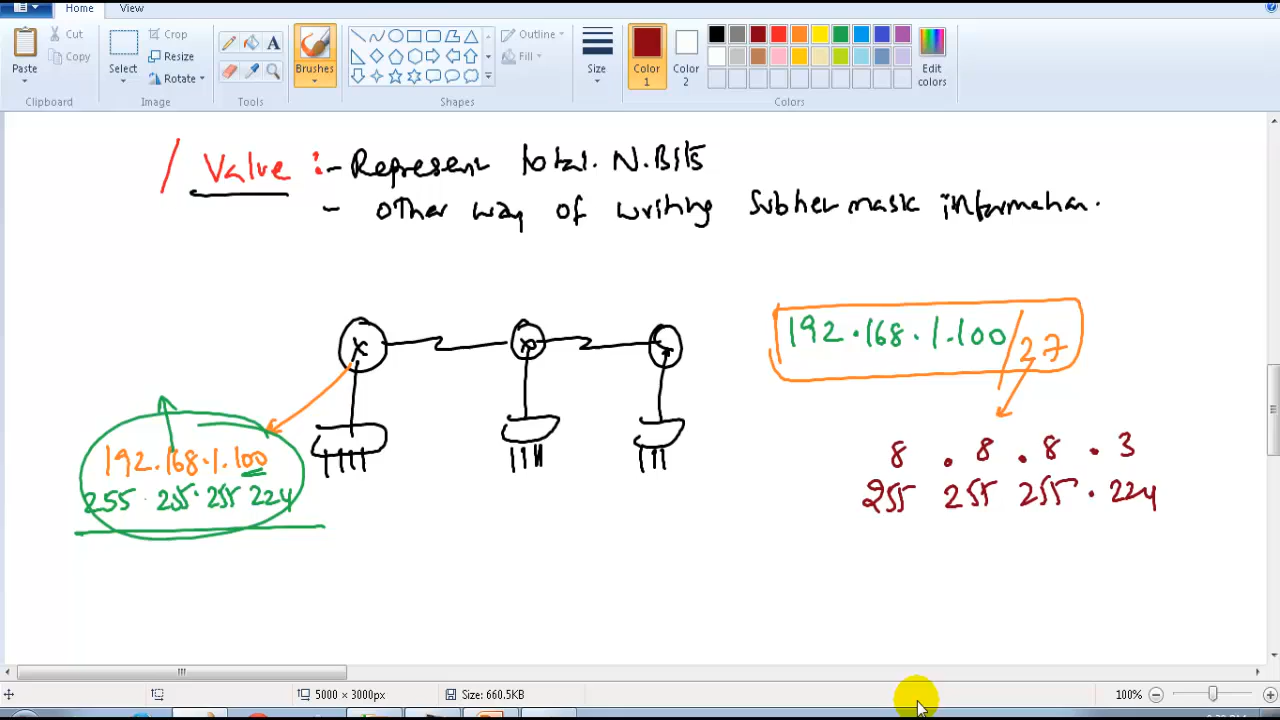 Home View
Cut
Copy
Paste
Clipboard
Select
Crop
Resize
Rotate
Image
A
Tools
Brushes
Outline
Fill
Shapes
Size
Color 1
Color 2
Edit colors
Colors
/ Value :- Represent total. N.Bits
- other way of writing subnet mask information.
192.168.1.100/27
192.168.1.100
255.255.255 224
8 . 8 . 8 . 3
255 255 255 . 224
5000 × 3000px
Size: 660.5KB
100%